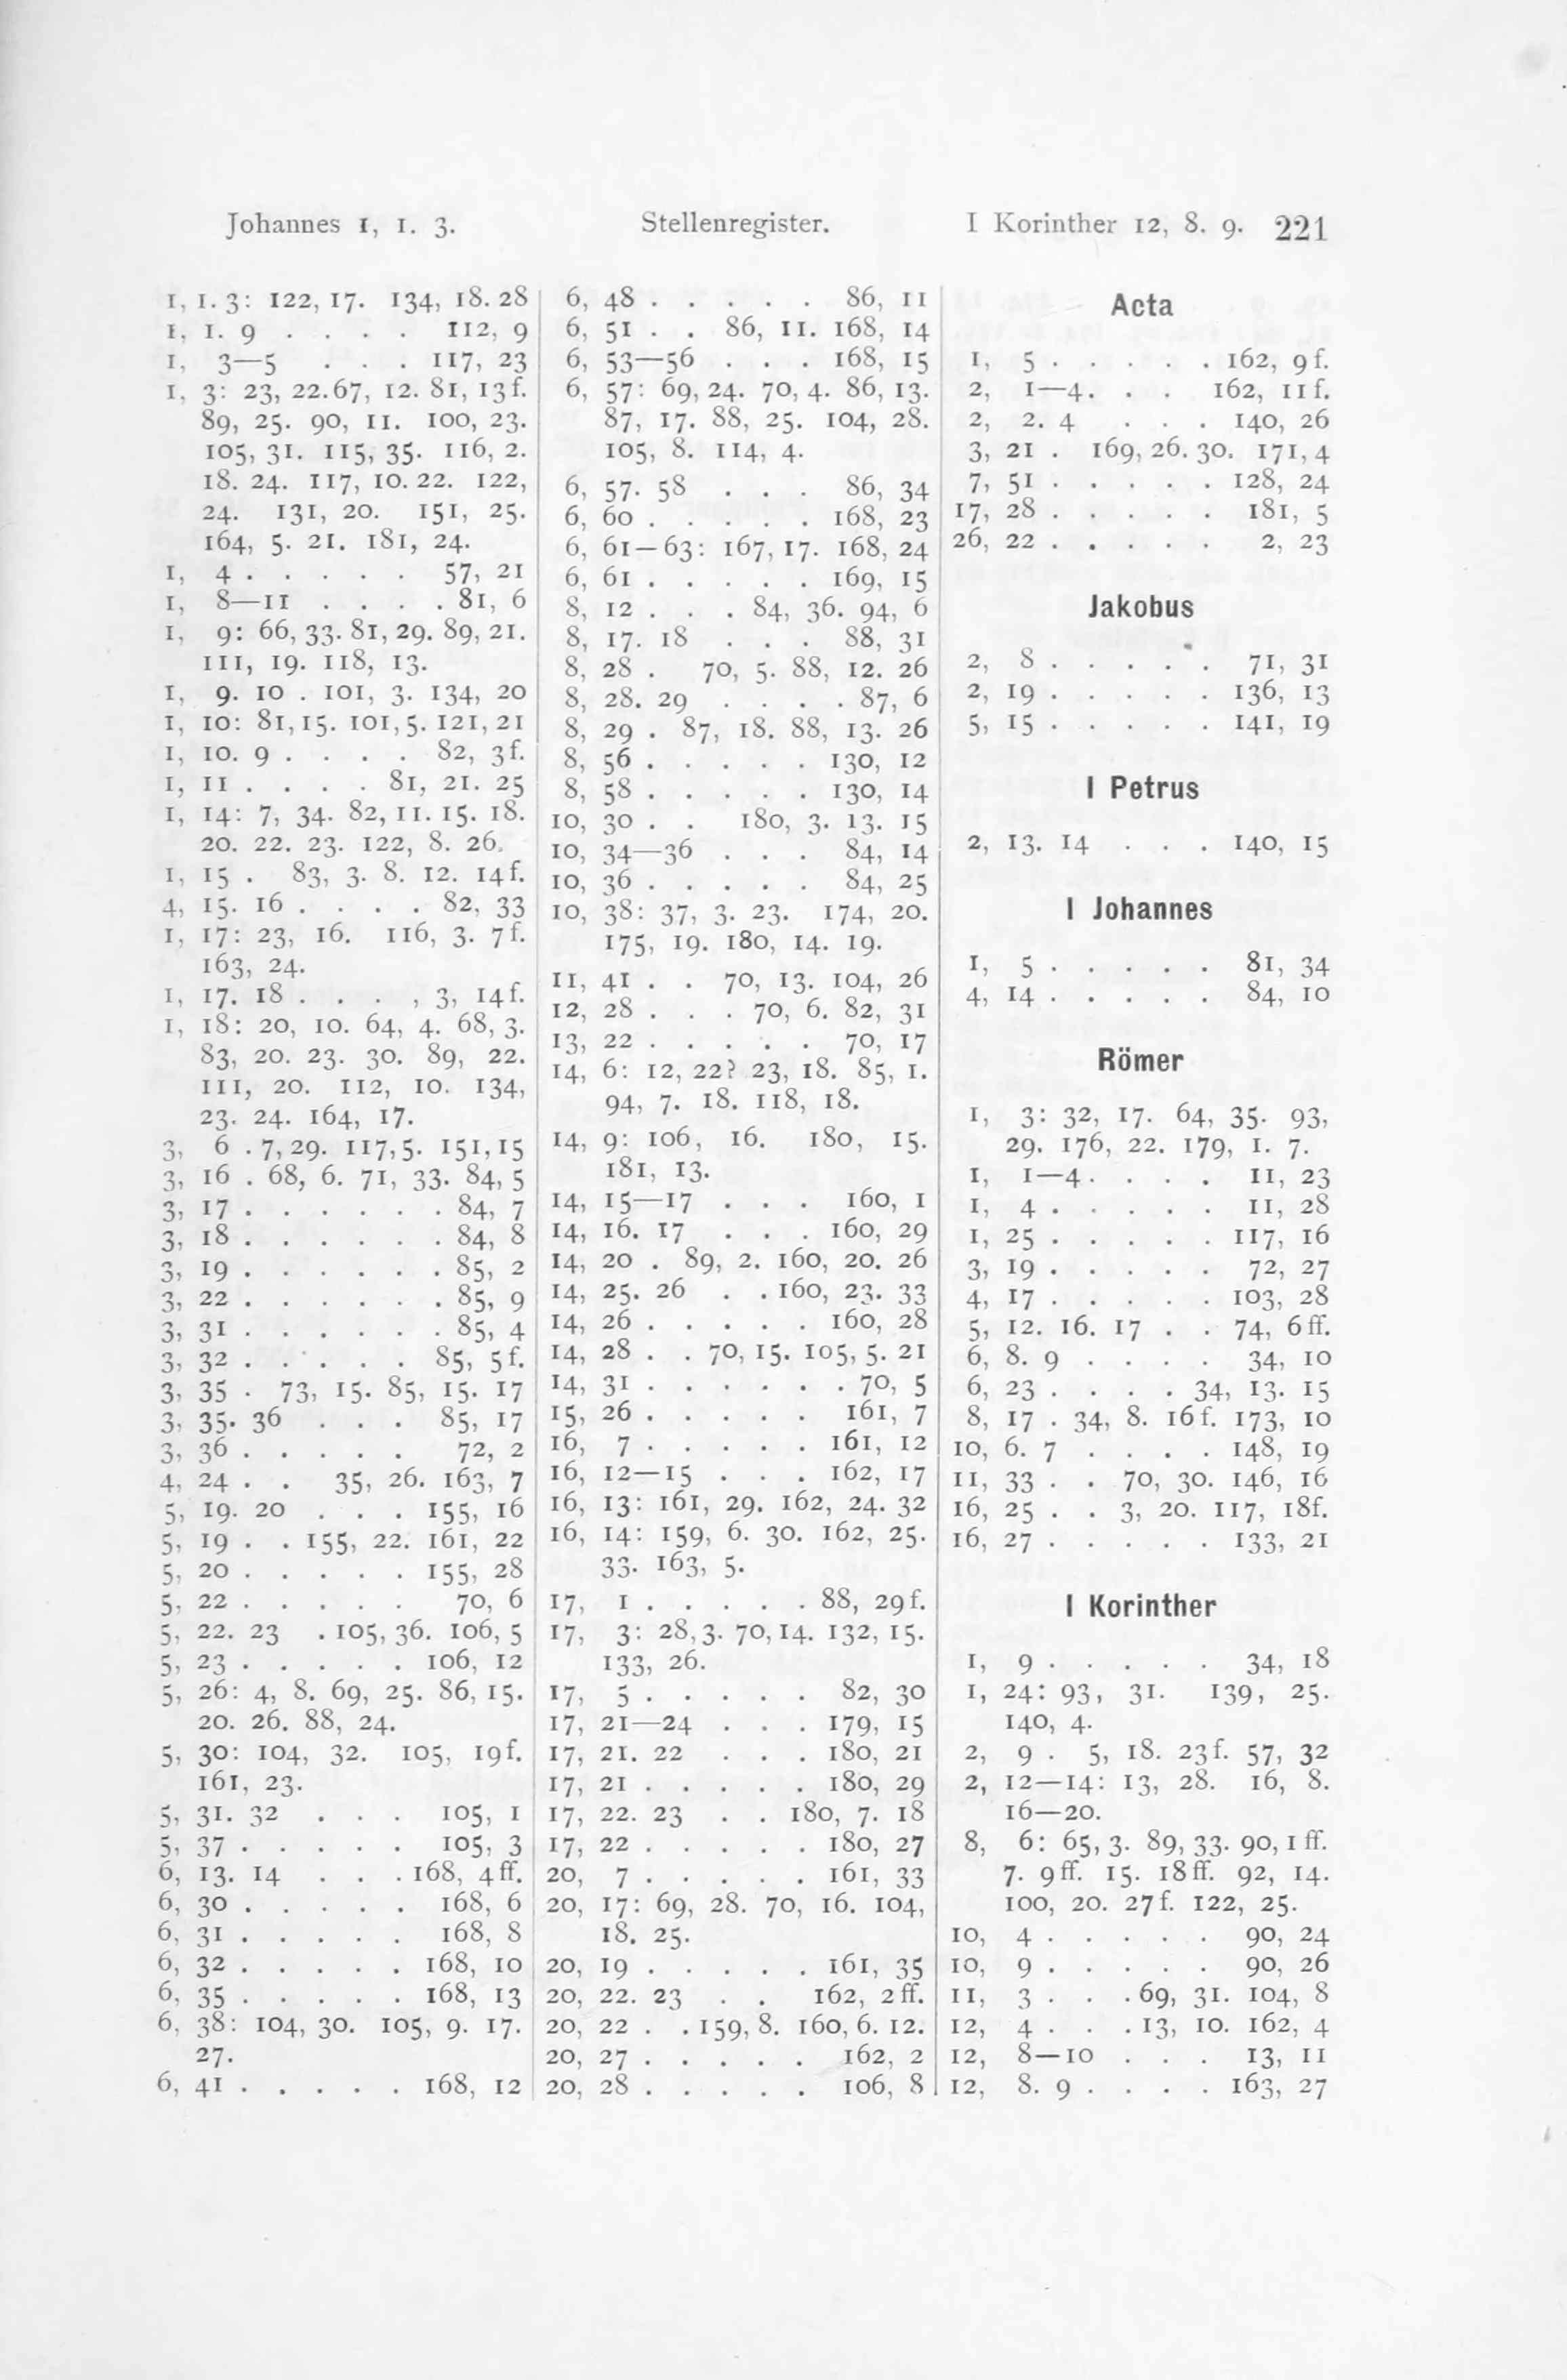 Johannes 1, 1. 3. Stellenregister. I Korinther 12, 8. 9. 221
1, 1. 3: 122, 17. 134, 18. 28
1, 1. 9 . . . . 112, 9
1, 3—5 . . . 117, 23
1, 3: 23, 22. 67, 12. 81, 13f.
89, 25. 90, 11. 100, 23.
105, 31. 115, 35. 116, 2.
18. 24. 117, 10. 22. 122,
24. 131, 20. 151, 25.
164, 5. 21. 181, 24.
1, 4 . . . . . 57, 21
1, 8—11 . . . . 81, 6
1, 9: 66, 33. 81, 29. 89, 21.
111, 19. 118, 13.
1, 9. 10 . 101, 3. 134, 20
1, 10: 81, 15. 101, 5. 121, 21
1, 10. 9 . . . . 82, 3f.
1, 11 . . . . 81, 21. 25
1, 14: 7, 34. 82, 11. 15. 18.
20. 22. 23. 122, 8. 26.
1, 15 . 83, 3. 8. 12. 14f.
4, 15. 16 . . . . 82, 33
1, 17: 23, 16. 116, 3. 7f.
163, 24.
1, 17. 18 . . . , 3, 14f.
1, 18: 20, 10. 64, 4. 68, 3.
83, 20. 23. 30. 89, 22.
111, 20. 112, 10. 134,
23. 24. 164, 17.
3, 6 . 7, 29. 117, 5. 151, 15
3, 16 . 68, 6. 71, 33. 84, 5
3, 17 . . . . . . 84, 7
3, 18 . . . . . . 84, 8
3, 19 . . . . . . 85, 2
3, 22 . . . . . . 85, 9
3, 31 . . . . . . 85, 4
3, 32 . . . . . 85, 5f.
3, 35 . 73, 15. 85, 15. 17
3, 35. 36 . . . 85, 17
3, 36 . . . . . 72, 2
4, 24 . . 35, 26. 163, 7
5, 19. 20 . . . 155, 16
5, 19 . . 155, 22. 161, 22
5, 20 . . . . . 155, 28
5, 22 . . . . . 70, 6
5, 22. 23 . 105, 36. 106, 5
5, 23 . . . . . 106, 12
5, 26: 4, 8. 69, 25. 86, 15.
20. 26. 88, 24.
5, 30: 104, 32. 105, 19f.
161, 23.
5, 31. 32 . . . 105, 1
5, 37 . . . . . 105, 3
6, 13. 14 . . . 168, 4ff.
6, 30 . . . . . 168, 6
6, 31 . . . . . 168, 8
6, 32 . . . . . 168, 10
6, 35 . . . . . 168, 13
6, 38: 104, 30. 105, 9. 17.
27.
6, 41 . . . . . 168, 12
6, 48 . . . . . 86, 11
6, 51 . . 86, 11. 168, 14
6, 53—56 . . . 168, 15
6, 57: 69, 24. 70, 4. 86, 13.
87, 17. 88, 25. 104, 28.
105, 8. 114, 4.
6, 57. 58 . . . 86, 34
6, 60 . . . . . 168, 23
6, 61—63: 167, 17. 168, 24
6, 61 . . . . . 169, 15
8, 12 . . . 84, 36. 94, 6
8, 17. 18 . . . 88, 31
8, 28 . 70, 5. 88, 12. 26
8, 28. 29 . . . . 87, 6
8, 29 . 87, 18. 88, 13. 26
8, 56 . . . . . 130, 12
8, 58 . . . . . 130, 14
10, 30 . . 180, 3. 13. 15
10, 34—36 . . . 84, 14
10, 36 . . . . . 84, 25
10, 38: 37, 3. 23. 174, 20.
175, 19. 180, 14. 19.
11, 41 . . 70, 13. 104, 26
12, 28 . . . 70, 6. 82, 31
13, 22 . . . . . 70, 17
14, 6: 12, 22? 23, 18. 85, 1.
94, 7. 18. 118, 18.
14, 9: 106, 16. 180, 15.
181, 13.
14, 15—17 . . . 160, 1
14, 16. 17 . . . 160, 29
14, 20 . 89, 2. 160, 20. 26
14, 25. 26 . . 160, 23. 33
14, 26 . . . . . 160, 28
14, 28 . . 70, 15. 105, 5. 21
14, 31 . . . . . . 70, 5
15, 26 . . . . . 161, 7
16, 7 . . . . . 161, 12
16, 12—15 . . . 162, 17
16, 13: 161, 29. 162, 24. 32
16, 14: 159, 6. 30. 162, 25.
33. 163, 5.
17, 1 . . . . . 88, 29f.
17, 3: 28, 3. 70, 14. 132, 15.
133, 26.
17, 5 . . . . . 82, 30
17, 21—24 . . . 179, 15
17, 21. 22 . . . 180, 21
17, 21 . . . . . 180, 29
17, 22. 23 . . 180, 7. 18
17, 22 . . . . . 180, 27
20, 7 . . . . . 161, 33
20, 17: 69, 28. 70, 16. 104,
18. 25.
20, 19 . . . . . 161, 35
20, 22. 23 . . 162, 2ff.
20, 22 . . 159, 8. 160, 6. 12.
20, 27 . . . . . 162, 2
20, 28 . . . . . 106, 8
Acta
1, 5 . . . . . 162, 9f.
2, 1—4 . . . 162, 11f.
2, 2. 4 . . . 140, 26
3, 21 . 169, 26. 30. 171, 4
7, 51 . . . . . 128, 24
17, 28 . . . . . 181, 5
26, 22 . . . . . 2, 23
Jakobus
2, 8 . . . . . 71, 31
2, 19 . . . . . 136, 13
5, 15 . . . . . 141, 19
I Petrus
2, 13. 14 . . . 140, 15
I Johannes
1, 5 . . . . . 81, 34
4, 14 . . . . . 84, 10
Römer
1, 3: 32, 17. 64, 35. 93,
29. 176, 22. 179, 1. 7.
1, 1—4 . . . . 11, 23
1, 4 . . . . . 11, 28
1, 25 . . . . . 117, 16
3, 19 . . . . . 72, 27
4, 17 . . . . . 103, 28
5, 12. 16. 17 . . 74, 6ff.
6, 8. 9 . . . . 34, 10
6, 23 . . . . 34, 13. 15
8, 17 . 34, 8. 16f. 173, 10
10, 6. 7 . . . . 148, 19
11, 33 . . 70, 30. 146, 16
16, 25 . . 3, 20. 117, 18f.
16, 27 . . . . . 133, 21
I Korinther
1, 9 . . . . . 34, 18
1, 24: 93, 31. 139, 25.
140, 4.
2, 9 . 5, 18. 23f. 57, 32
2, 12—14: 13, 28. 16, 8.
16—20.
8, 6: 65, 3. 89, 33. 90, 1ff.
7. 9ff. 15. 18ff. 92, 14.
100, 20. 27f. 122, 25.
10, 4 . . . . . 90, 24
10, 9 . . . . . 90, 26
11, 3 . . . 69, 31. 104, 8
12, 4 . . . 13, 10. 162, 4
12, 8—10 . . . 13, 11
12, 8. 9 . . . . 163, 27